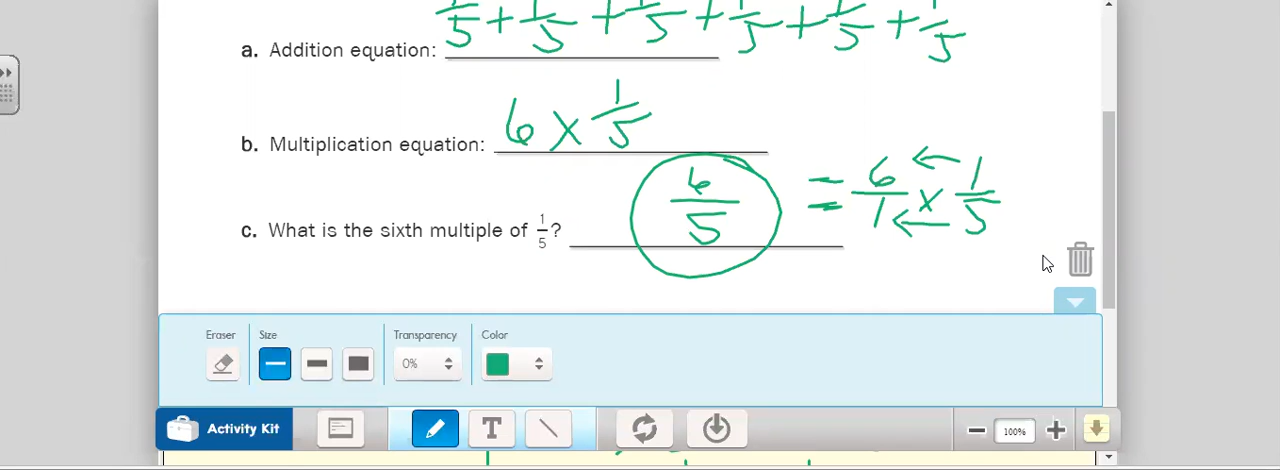 1/5 + 1/5 + 1/5 + 1/5 + 1/5 + 1/5
a. Addition equation:
6 x 1/5
b. Multiplication equation:
6/5 = 6/1 x 1/5
c. What is the sixth multiple of 1/5?
Eraser Size Transparency Color
0%
Activity Kit T 100%